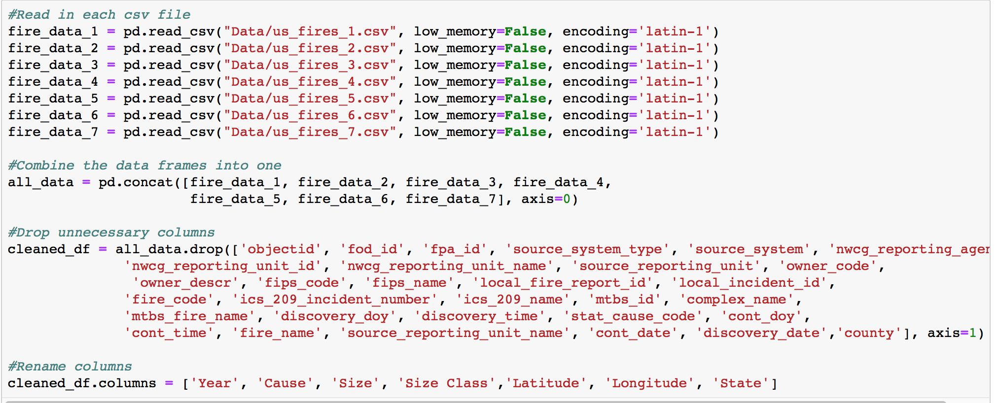 #Read in each csv file
fire_data_1 = pd.read_csv("Data/us_fires_1.csv", low_memory=False, encoding='latin-1')
fire_data_2 = pd.read_csv("Data/us_fires_2.csv", low_memory=False, encoding='latin-1')
fire_data_3 = pd.read_csv("Data/us_fires_3.csv", low_memory=False, encoding='latin-1')
fire_data_4 = pd.read_csv("Data/us_fires_4.csv", low_memory=False, encoding='latin-1')
fire_data_5 = pd.read_csv("Data/us_fires_5.csv", low_memory=False, encoding='latin-1')
fire_data_6 = pd.read_csv("Data/us_fires_6.csv", low_memory=False, encoding='latin-1')
fire_data_7 = pd.read_csv("Data/us_fires_7.csv", low_memory=False, encoding='latin-1')
#Combine the data frames into one
all_data = pd.concat([fire_data_1, fire_data_2, fire_data_3, fire_data_4,
fire_data_5, fire_data_6, fire_data_7], axis=0)
#Drop unnecessary columns
cleaned_df = all_data.drop(['objectid', 'fod_id', 'fpa_id', 'source_system_type', 'source_system', 'nwcg_reporting_agen
'nwcg_reporting_unit_id', 'nwcg_reporting_unit_name', 'source_reporting_unit', 'owner_code',
'owner_descr', 'fips_code', 'fips_name', 'local_fire_report_id', 'local_incident_id',
'fire_code', 'ics_209_incident_number', 'ics_209_name', 'mtbs_id', 'complex_name',
'mtbs_fire_name', 'discovery_doy', 'discovery_time', 'stat_cause_code', 'cont_doy',
'cont_time', 'fire_name', 'source_reporting_unit_name', 'cont_date', 'discovery_date','county'], axis=1)
#Rename columns
cleaned_df.columns = ['Year', 'Cause', 'Size', 'Size Class','Latitude', 'Longitude', 'State']